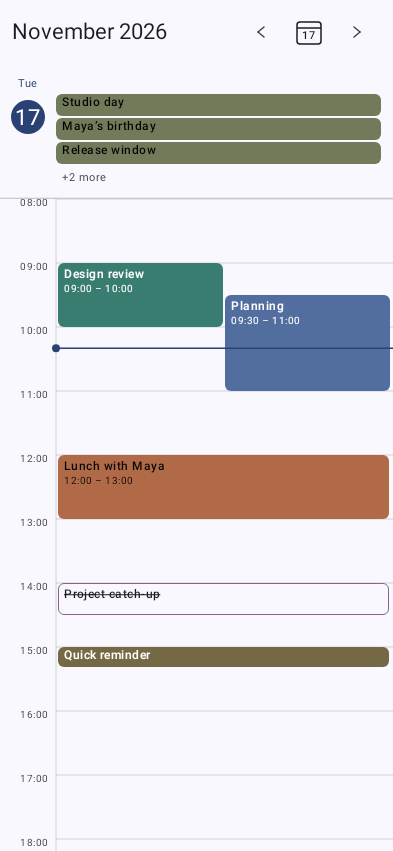 November 2026
17
Tue
17
Studio day
Maya's birthday
Release window
+2 more
08:00
09:00
Design review
09:00 – 10:00
Planning
09:30 – 11:00
10:00
11:00
12:00
Lunch with Maya
12:00 – 13:00
13:00
14:00
Project catch-up
15:00
Quick reminder
16:00
17:00
18:00